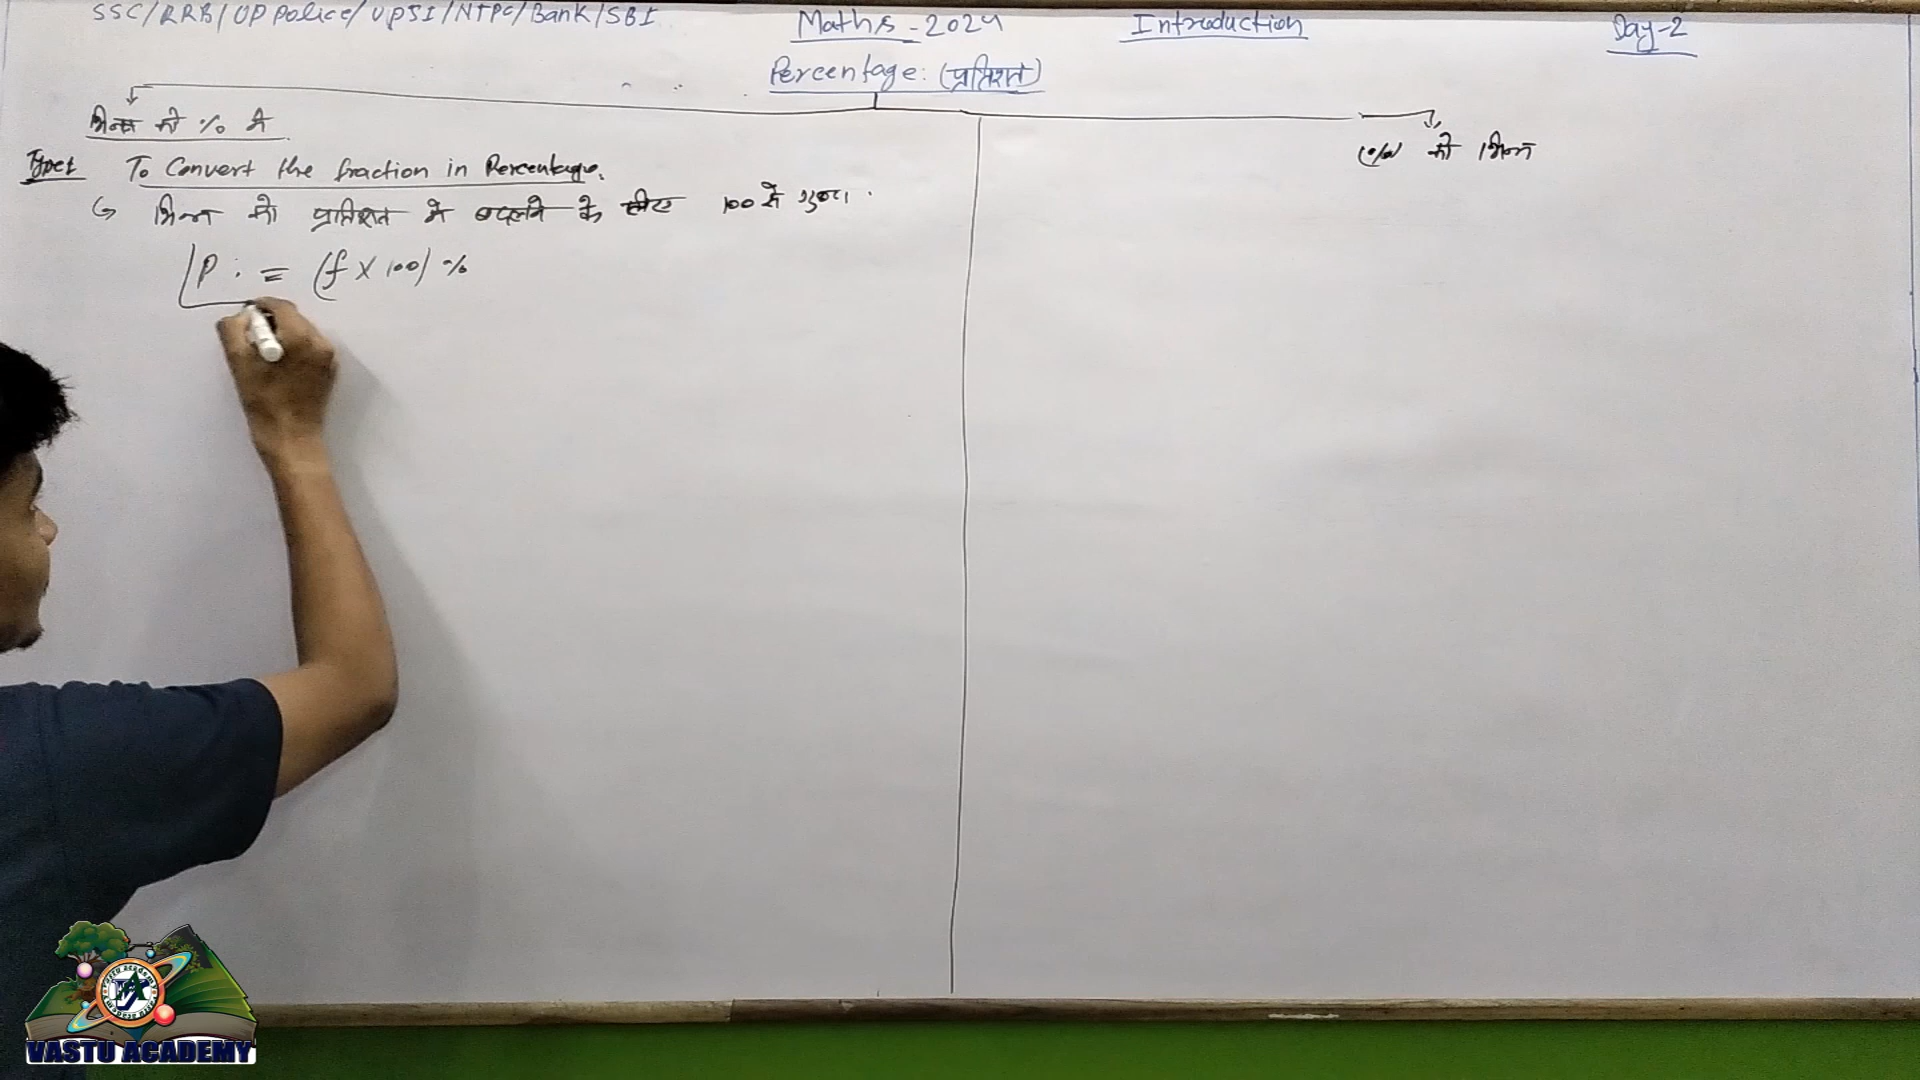 SSC/RRB/UP Police/UPSI/NTPC/Bank/SBI Maths-2024 Introduction Day-2
Percentage: (प्रतिशत)
भिन्न को % मे
% को भिन्न
Type1 To Convert the fraction in Percentage.
↳ भिन्न को प्रतिशत मे बदलने के लीए 100 से गुणा.
P = (f × 100) %
VASTU ACADEMY